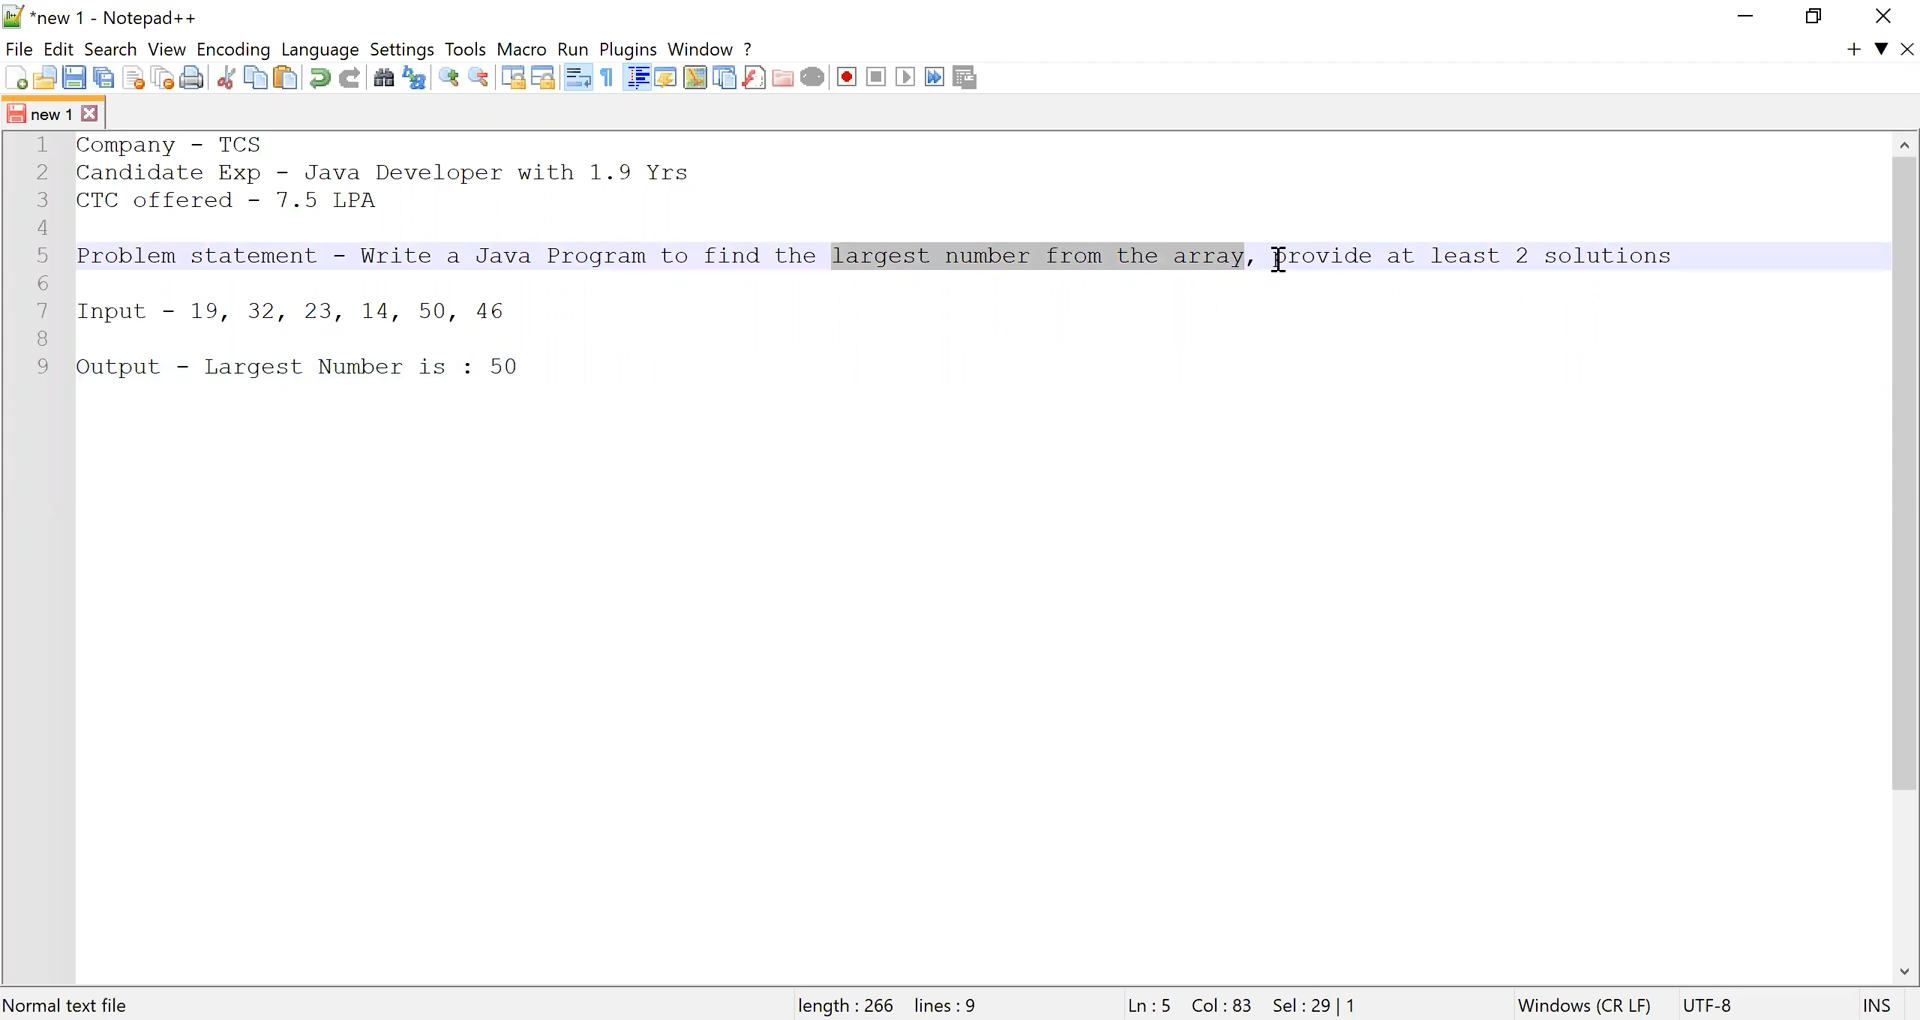 *new 1 - Notepad++
File Edit Search View Encoding Language Settings Tools Macro Run Plugins Window ?
new 1
1 Company - TCS
2 Candidate Exp - Java Developer with 1.9 Yrs
3 CTC offered - 7.5 LPA
4
5 Problem statement - Write a Java Program to find the largest number from the array, provide at least 2 solutions
6
7 Input - 19, 32, 23, 14, 50, 46
8
9 Output - Largest Number is : 50
Normal text file length : 266 lines : 9 Ln : 5 Col : 83 Sel : 29 | 1 Windows (CR LF) UTF-8 INS